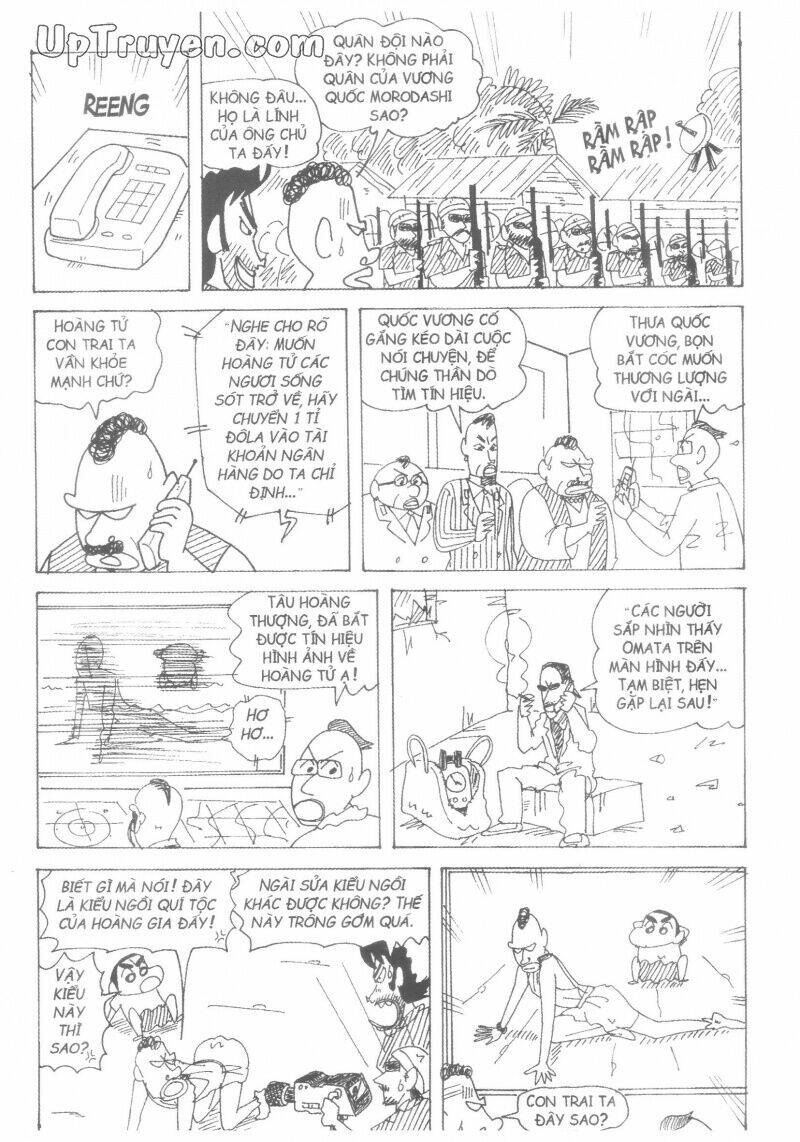 UpTruyen.com
REENG
QUÂN ĐỘI NÀO
ĐÂY? KHÔNG PHẢI
QUÂN CỦA VƯƠNG
QUỐC MORODASHI
SAO?
KHÔNG ĐÂU...
HỌ LÀ LÍNH
CỦA ÔNG CHỦ
TA ĐẤY!
RẦM RẬP
RẦM RẬP!
HOÀNG TỬ
CON TRAI TA
VẪN KHỎE
MẠNH CHỨ?
"NGHE CHO RÕ
ĐÂY: MUỐN
HOÀNG TỬ CÁC
NGƯƠI SỐNG
SÓT TRỞ VỀ, HÃY
CHUYỂN 1 TỈ
ĐÔLA VÀO TÀI
KHOẢN NGÂN
HÀNG DO TA CHỈ
ĐỊNH..."
QUỐC VƯƠNG CỐ
GẮNG KÉO DÀI CUỘC
NÓI CHUYỆN, ĐỂ
CHÚNG THẦN DÒ
TÌM TÍN HIỆU.
THƯA QUỐC
VƯƠNG, BỌN
BẮT CÓC MUỐN
THƯƠNG LƯỢNG
VỚI NGÀI...
TÂU HOÀNG
THƯỢNG, ĐÃ BẮT
ĐƯỢC TÍN HIỆU
HÌNH ẢNH VỀ
HOÀNG TỬ Ạ!
HƠ
HƠ...
"CÁC NGƯỜI
SẮP NHÌN THẤY
OMATA TRÊN
MÀN HÌNH ĐẤY...
TẠM BIỆT, HẸN
GẶP LẠI SAU!"
BIẾT GÌ MÀ NÓI! ĐÂY
LÀ KIỂU NGỒI QUÍ TỘC
CỦA HOÀNG GIA ĐẤY!
NGÀI SỬA KIỂU NGỒI
KHÁC ĐƯỢC KHÔNG? THẾ
NÀY TRÔNG GỚM QUÁ.
VẬY
KIỂU
NÀY
THÌ
SAO?
CON TRAI TA
ĐÂY SAO?